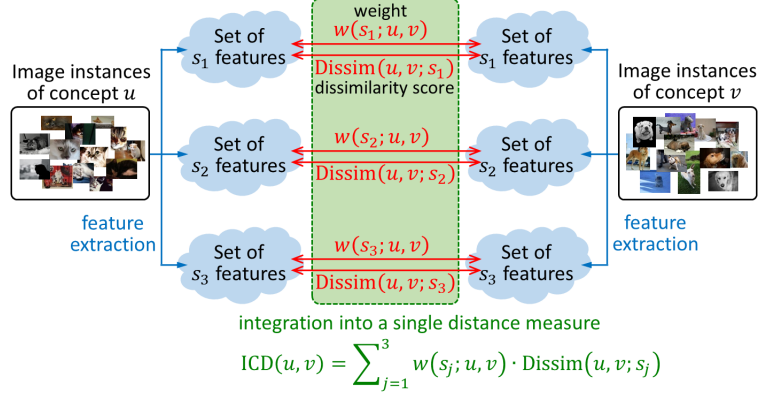 weight
Set of
s₁ features
w(s₁; u, v)
Dissim(u, v; s₁)
dissimilarity score
Set of
s₁ features
Image instances
of concept u
Image instances
of concept v
Set of
s₂ features
w(s₂; u, v)
Dissim(u, v; s₂)
Set of
s₂ features
feature
extraction
feature
extraction
Set of
s₃ features
w(s₃; u, v)
Dissim(u, v; s₃)
Set of
s₃ features
integration into a single distance measure
ICD(u, v) = ∑³ⱼ₌₁ w(sⱼ; u, v) · Dissim(u, v; sⱼ)